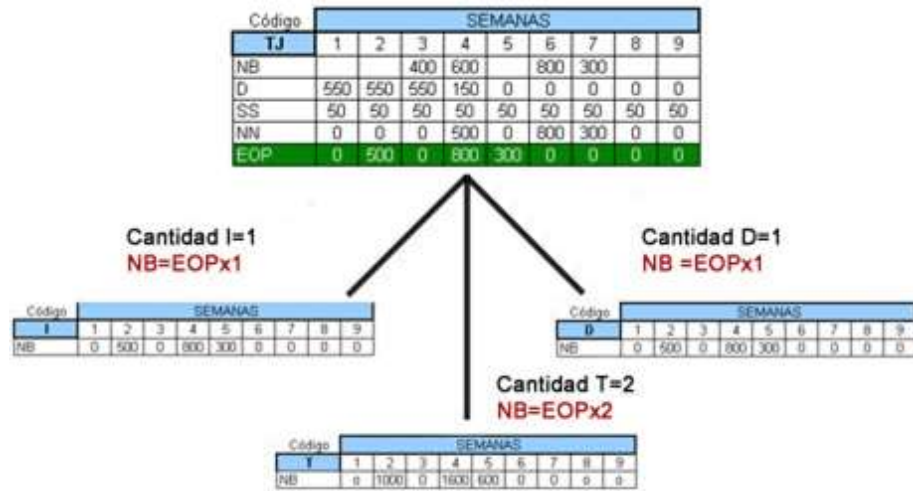 Código SEMANAS
TJ 1 2 3 4 5 6 7 8 9
NB 400 600 800 300
D 550 550 550 150 0 0 0 0 0
SS 50 50 50 50 50 50 50 50 50
NN 0 0 0 500 0 800 300 0 0
EOP 0 500 0 800 300 0 0 0 0
Cantidad I=1
NB=EOPx1
Cantidad D=1
NB =EOPx1
Código SEMANAS
I 1 2 3 4 5 6 7 8 9
NB 0 500 0 800 300 0 0 0 0
Código SEMANAS
D 1 2 3 4 5 6 7 8 9
NB 0 500 0 800 300 0 0 0 0
Cantidad T=2
NB=EOPx2
Código SEMANAS
T 1 2 3 4 5 6 7 8 9
NB 0 1000 0 1600 600 0 0 0 0